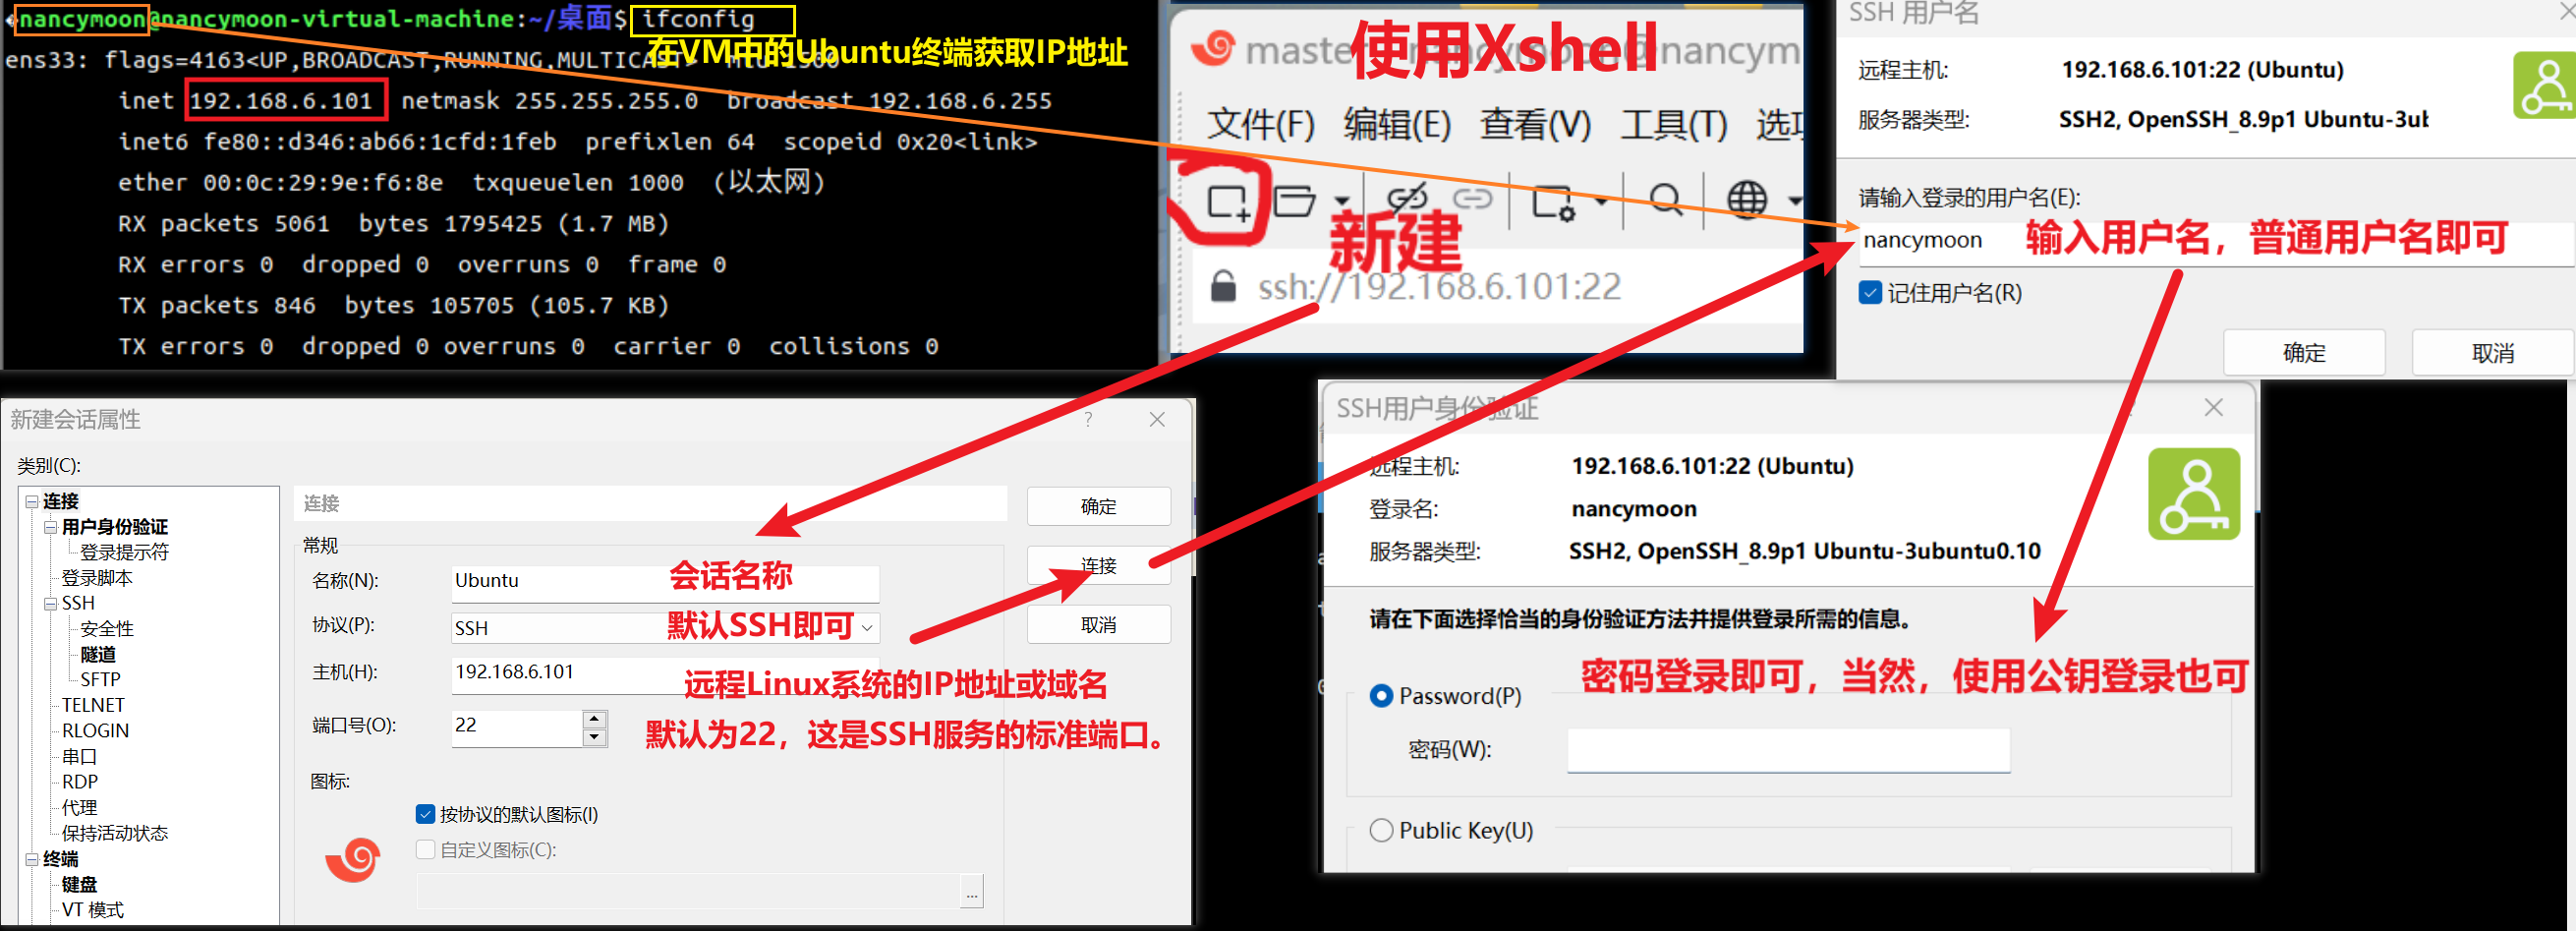 nancymoon@nancymoon-virtual-machine:~/桌面$ ifconfig
在VM中的Ubuntu终端获取IP地址
ens33: flags=4163<UP,BROADCAST,RUNNING,MULTICAST> mtu 1500
inet 192.168.6.101 netmask 255.255.255.0 broadcast 192.168.6.255
inet6 fe80::d346:ab66:1cfd:1feb prefixlen 64 scopeid 0x20<link>
ether 00:0c:29:9e:f6:8e txqueuelen 1000 (以太网)
RX packets 5061 bytes 1795425 (1.7 MB)
RX errors 0 dropped 0 overruns 0 frame 0
TX packets 846 bytes 105705 (105.7 KB)
TX errors 0 dropped 0 overruns 0 carrier 0 collisions 0
master nancymoon@nancym
使用Xshell
文件(F) 编辑(E) 查看(V) 工具(T) 选项
新建
ssh://192.168.6.101:22
SSH 用户名
远程主机: 192.168.6.101:22 (Ubuntu)
服务器类型: SSH2, OpenSSH_8.9p1 Ubuntu-3ub
请输入登录的用户名(E):
nancymoon
输入用户名，普通用户名即可
记住用户名(R)
确定 取消
新建会话属性
?
类别(C):
连接
用户身份验证
登录提示符
登录脚本
SSH
安全性
隧道
SFTP
TELNET
RLOGIN
串口
RDP
代理
保持活动状态
终端
键盘
VT 模式
连接
常规
名称(N): Ubuntu
会话名称
协议(P): SSH
默认SSH即可
主机(H): 192.168.6.101
远程Linux系统的IP地址或域名
端口号(O): 22
默认为22，这是SSH服务的标准端口。
图标:
按协议的默认图标(I)
自定义图标(C):
...
确定
连接
取消
SSH用户身份验证
远程主机: 192.168.6.101:22 (Ubuntu)
登录名: nancymoon
服务器类型: SSH2, OpenSSH_8.9p1 Ubuntu-3ubuntu0.10
请在下面选择恰当的身份验证方法并提供登录所需的信息。
密码登录即可，当然，使用公钥登录也可
Password(P)
密码(W):
Public Key(U)